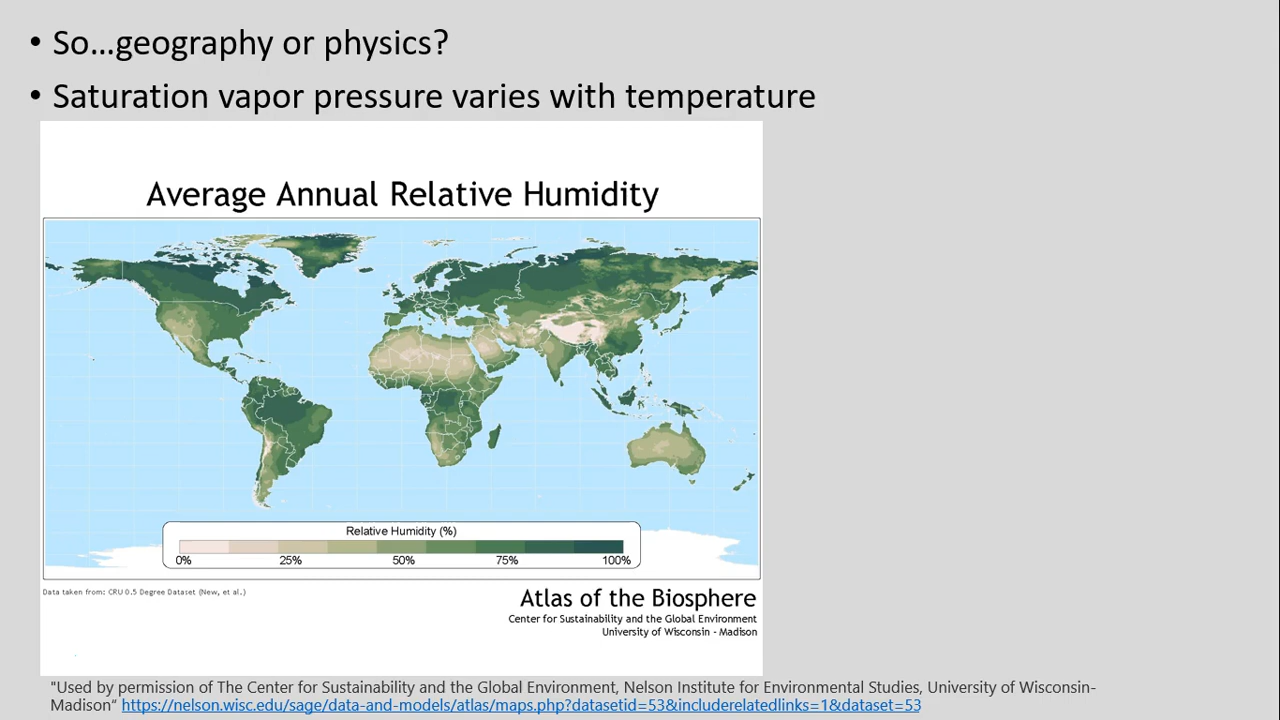 • So...geography or physics?
• Saturation vapor pressure varies with temperature
Average Annual Relative Humidity
Relative Humidity (%)
0% 25% 50% 75% 100%
Data taken from: CRU 0.5 Degree Dataset (New, et al.)
Atlas of the Biosphere
Center for Sustainability and the Global Environment
University of Wisconsin - Madison
"Used by permission of The Center for Sustainability and the Global Environment, Nelson Institute for Environmental Studies, University of Wisconsin-
Madison" https://nelson.wisc.edu/sage/data-and-models/atlas/maps.php?datasetid=53&includerelatedlinks=1&dataset=53